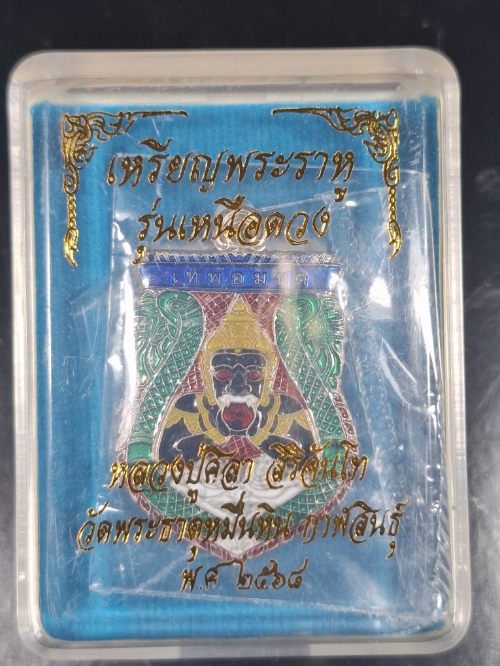 เหรียญพระราหู
รุ่นเหนือดวง
เทพอมฤต
หลวงปู่ศิลา สิริจันโท
วัดพระธาตุหมื่นหิน กาฬสินธุ์
พ.ศ ๒๕๖๘